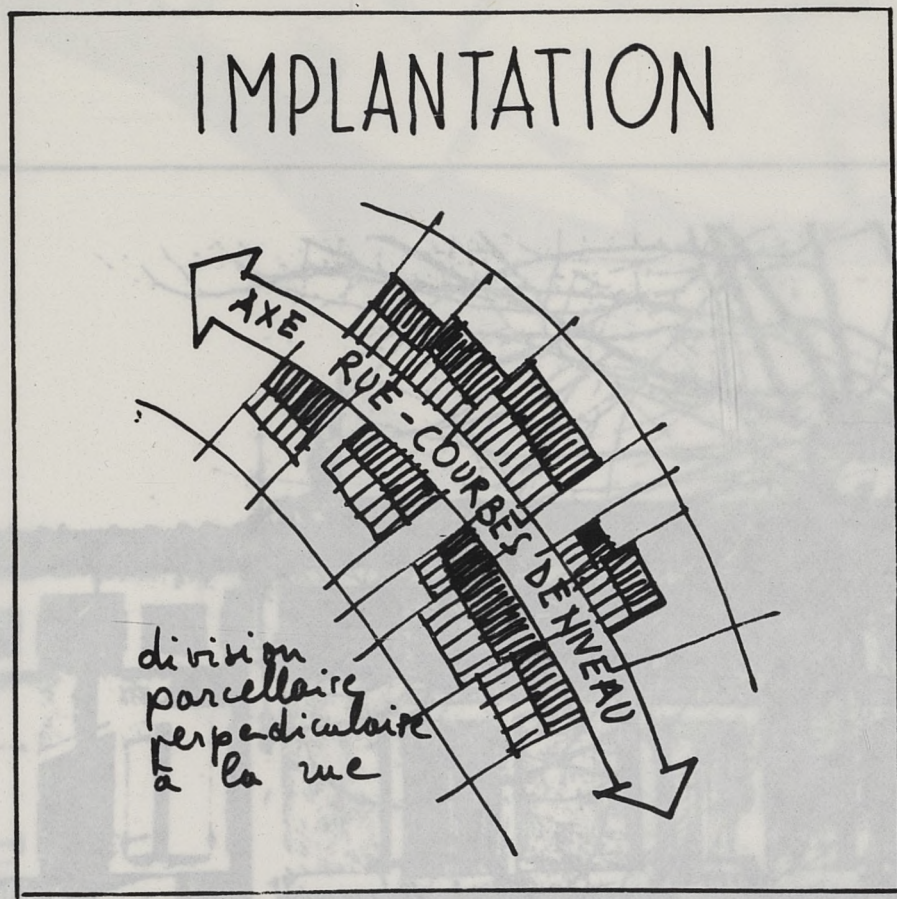 IMPLANTATION
AXE RUE-COURBES DE NIVEAU
division
parcellaire
perpendiculaire
à la rue